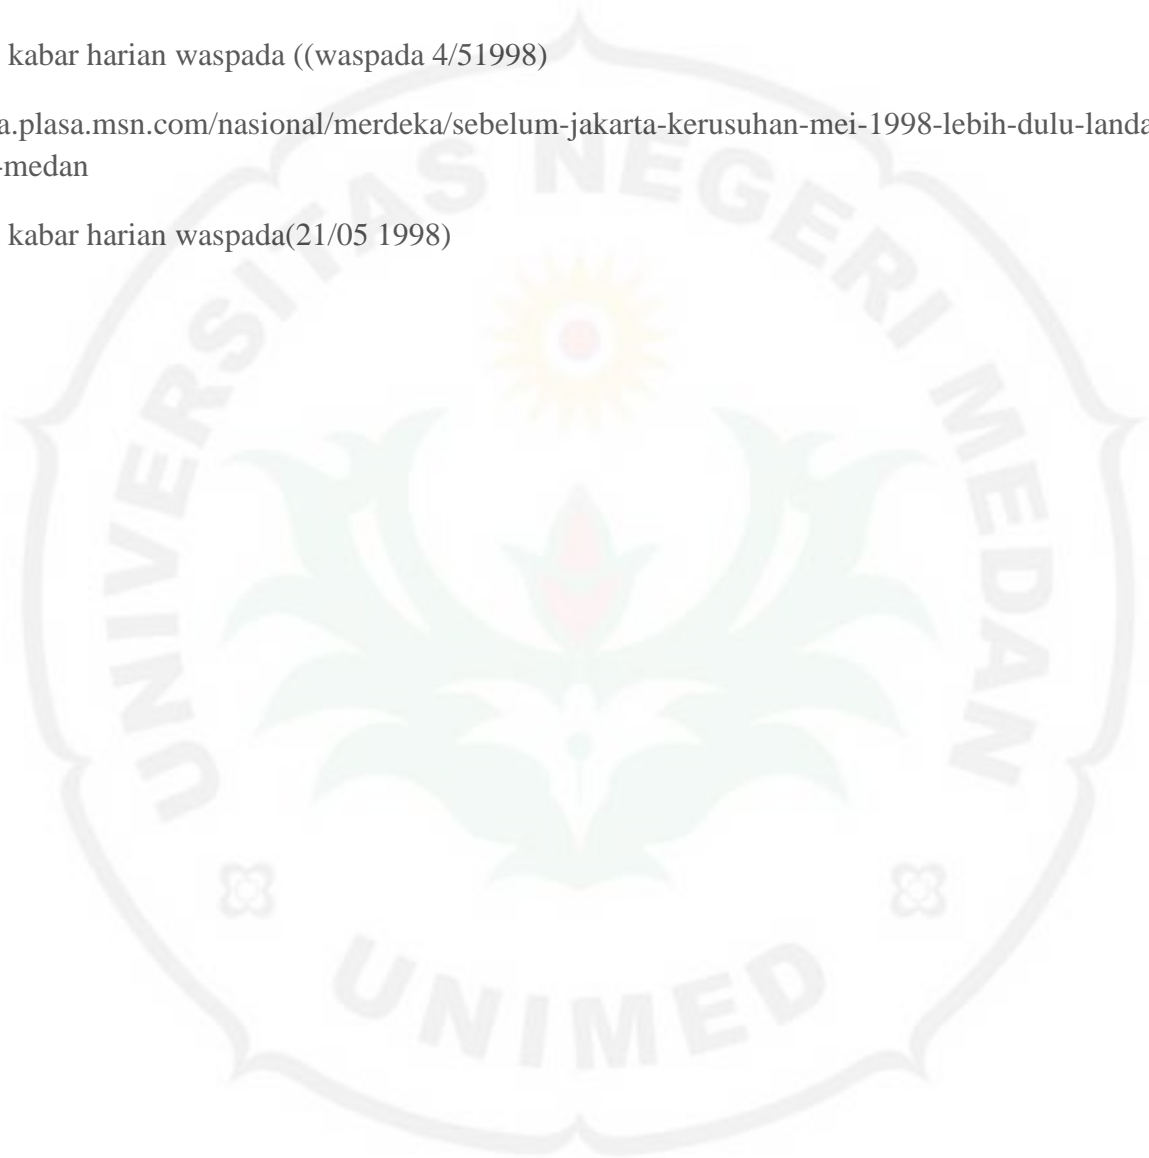 kabar harian waspada ((waspada 4/51998)
a.plasa.msn.com/nasional/merdeka/sebelum-jakarta-kerusuhan-mei-1998-lebih-dulu-landa
-medan
kabar harian waspada(21/05 1998)
UNIVERSITAS NEGERI MEDAN
UNIMED